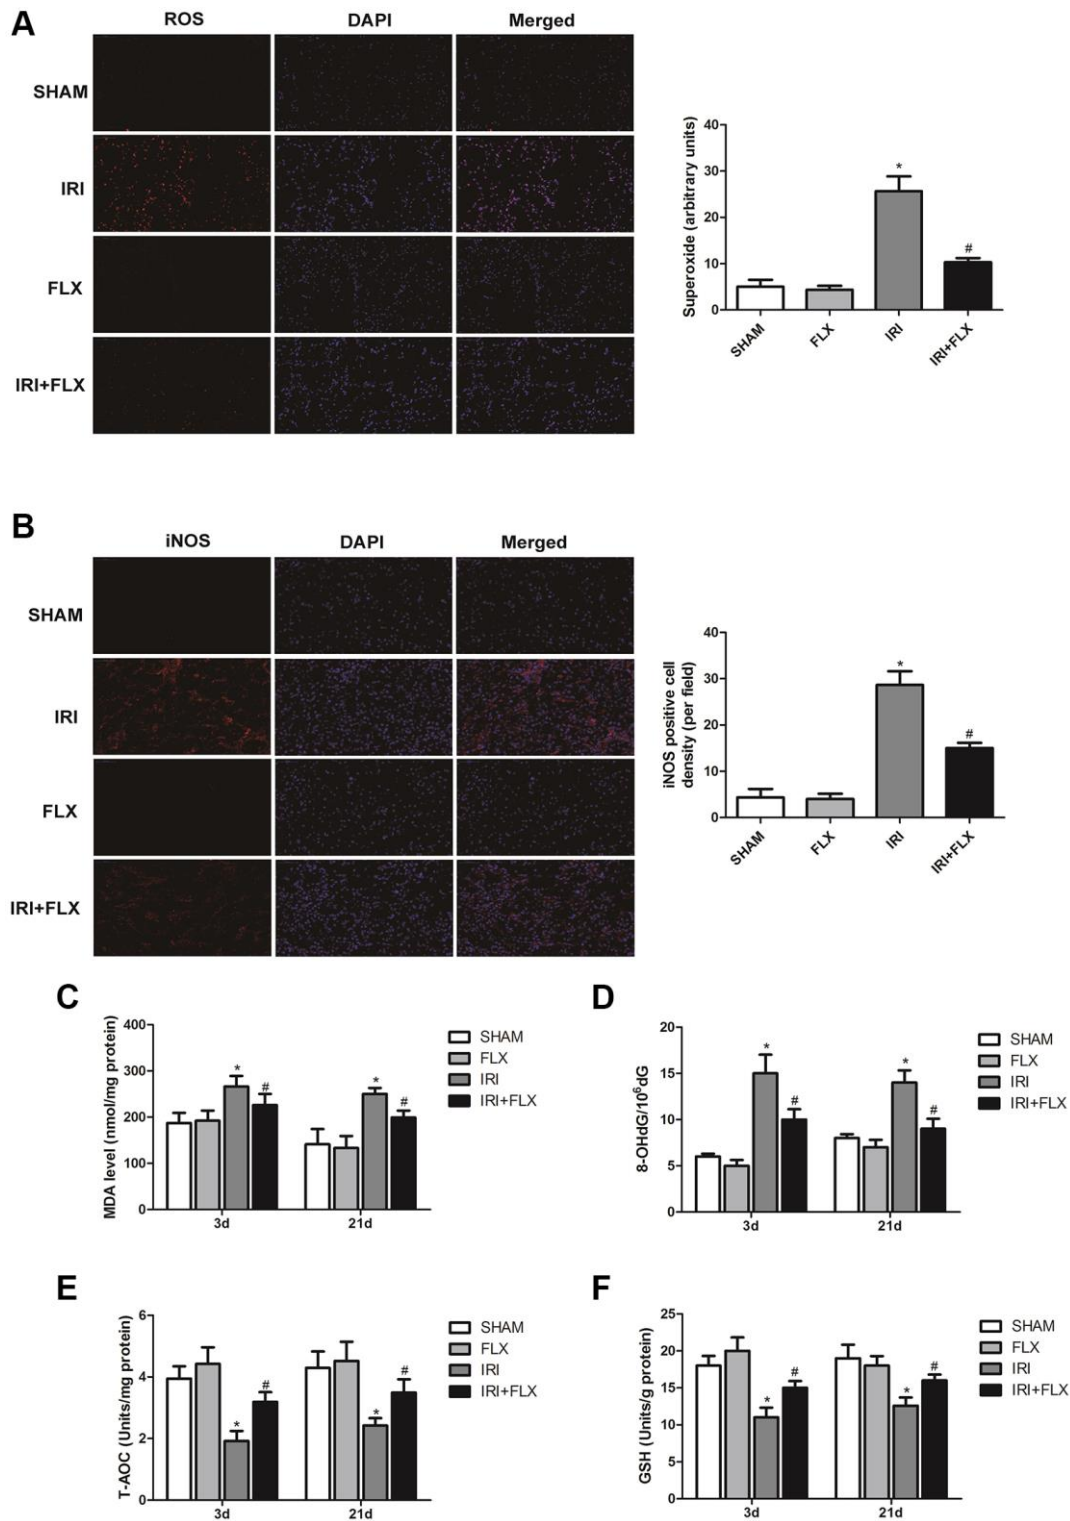 A
ROS DAPI Merged
SHAM
IRI
FLX
IRI+FLX
Superoxide (arbitrary units)
40
30
20
10
0
*
#
SHAM FLX IRI IRI+FLX
B
iNOS DAPI Merged
SHAM
IRI
FLX
IRI+FLX
iNOS positive cell
density (per field)
40
30
20
10
0
*
#
SHAM FLX IRI IRI+FLX
C
MDA level (nmol/mg protein)
400
300
200
100
0
* # * #
3d 21d
SHAM
FLX
IRI
IRI+FLX
D
8-OHdG/10⁶dG
20
15
10
5
0
* # * #
3d 21d
SHAM
FLX
IRI
IRI+FLX
E
T-AOC (Units/mg protein)
6
4
2
0
* # * #
3d 21d
SHAM
FLX
IRI
IRI+FLX
F
GSH (Units/g protein)
25
20
15
10
5
0
* # * #
3d 21d
SHAM
FLX
IRI
IRI+FLX